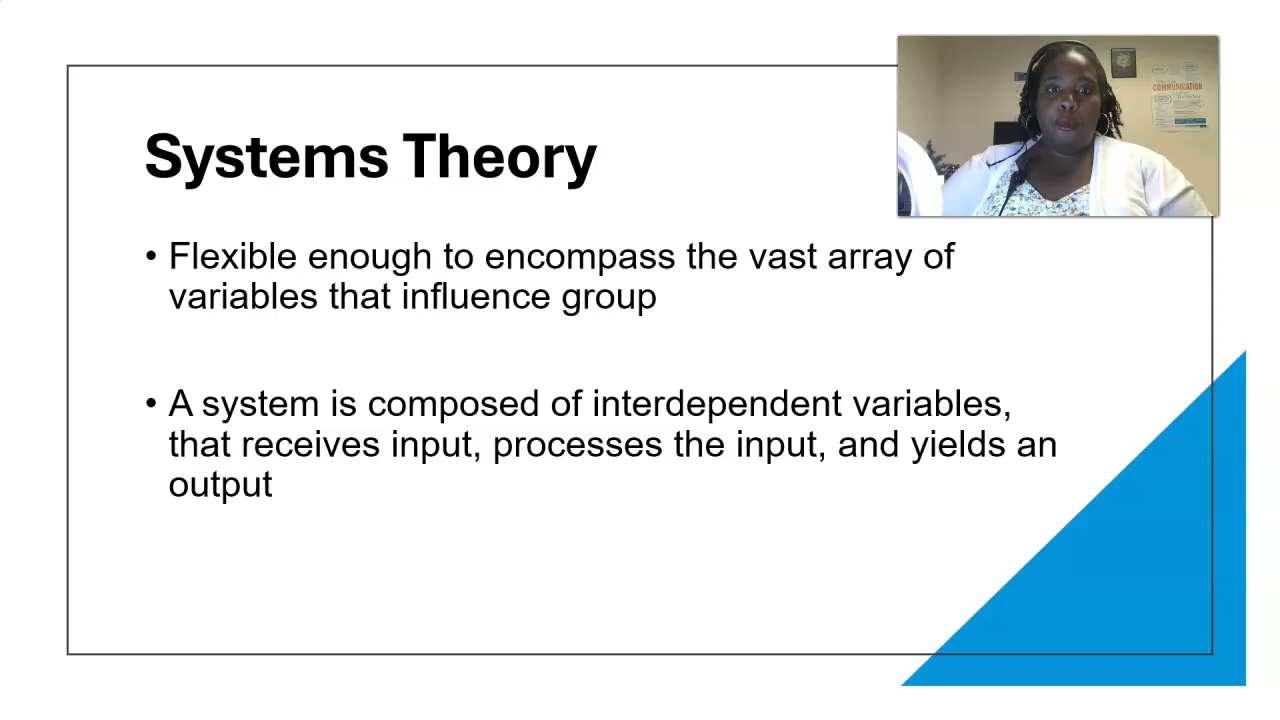 Systems Theory
• Flexible enough to encompass the vast array of
variables that influence group
• A system is composed of interdependent variables,
that receives input, processes the input, and yields an
output
COMMUNICATION